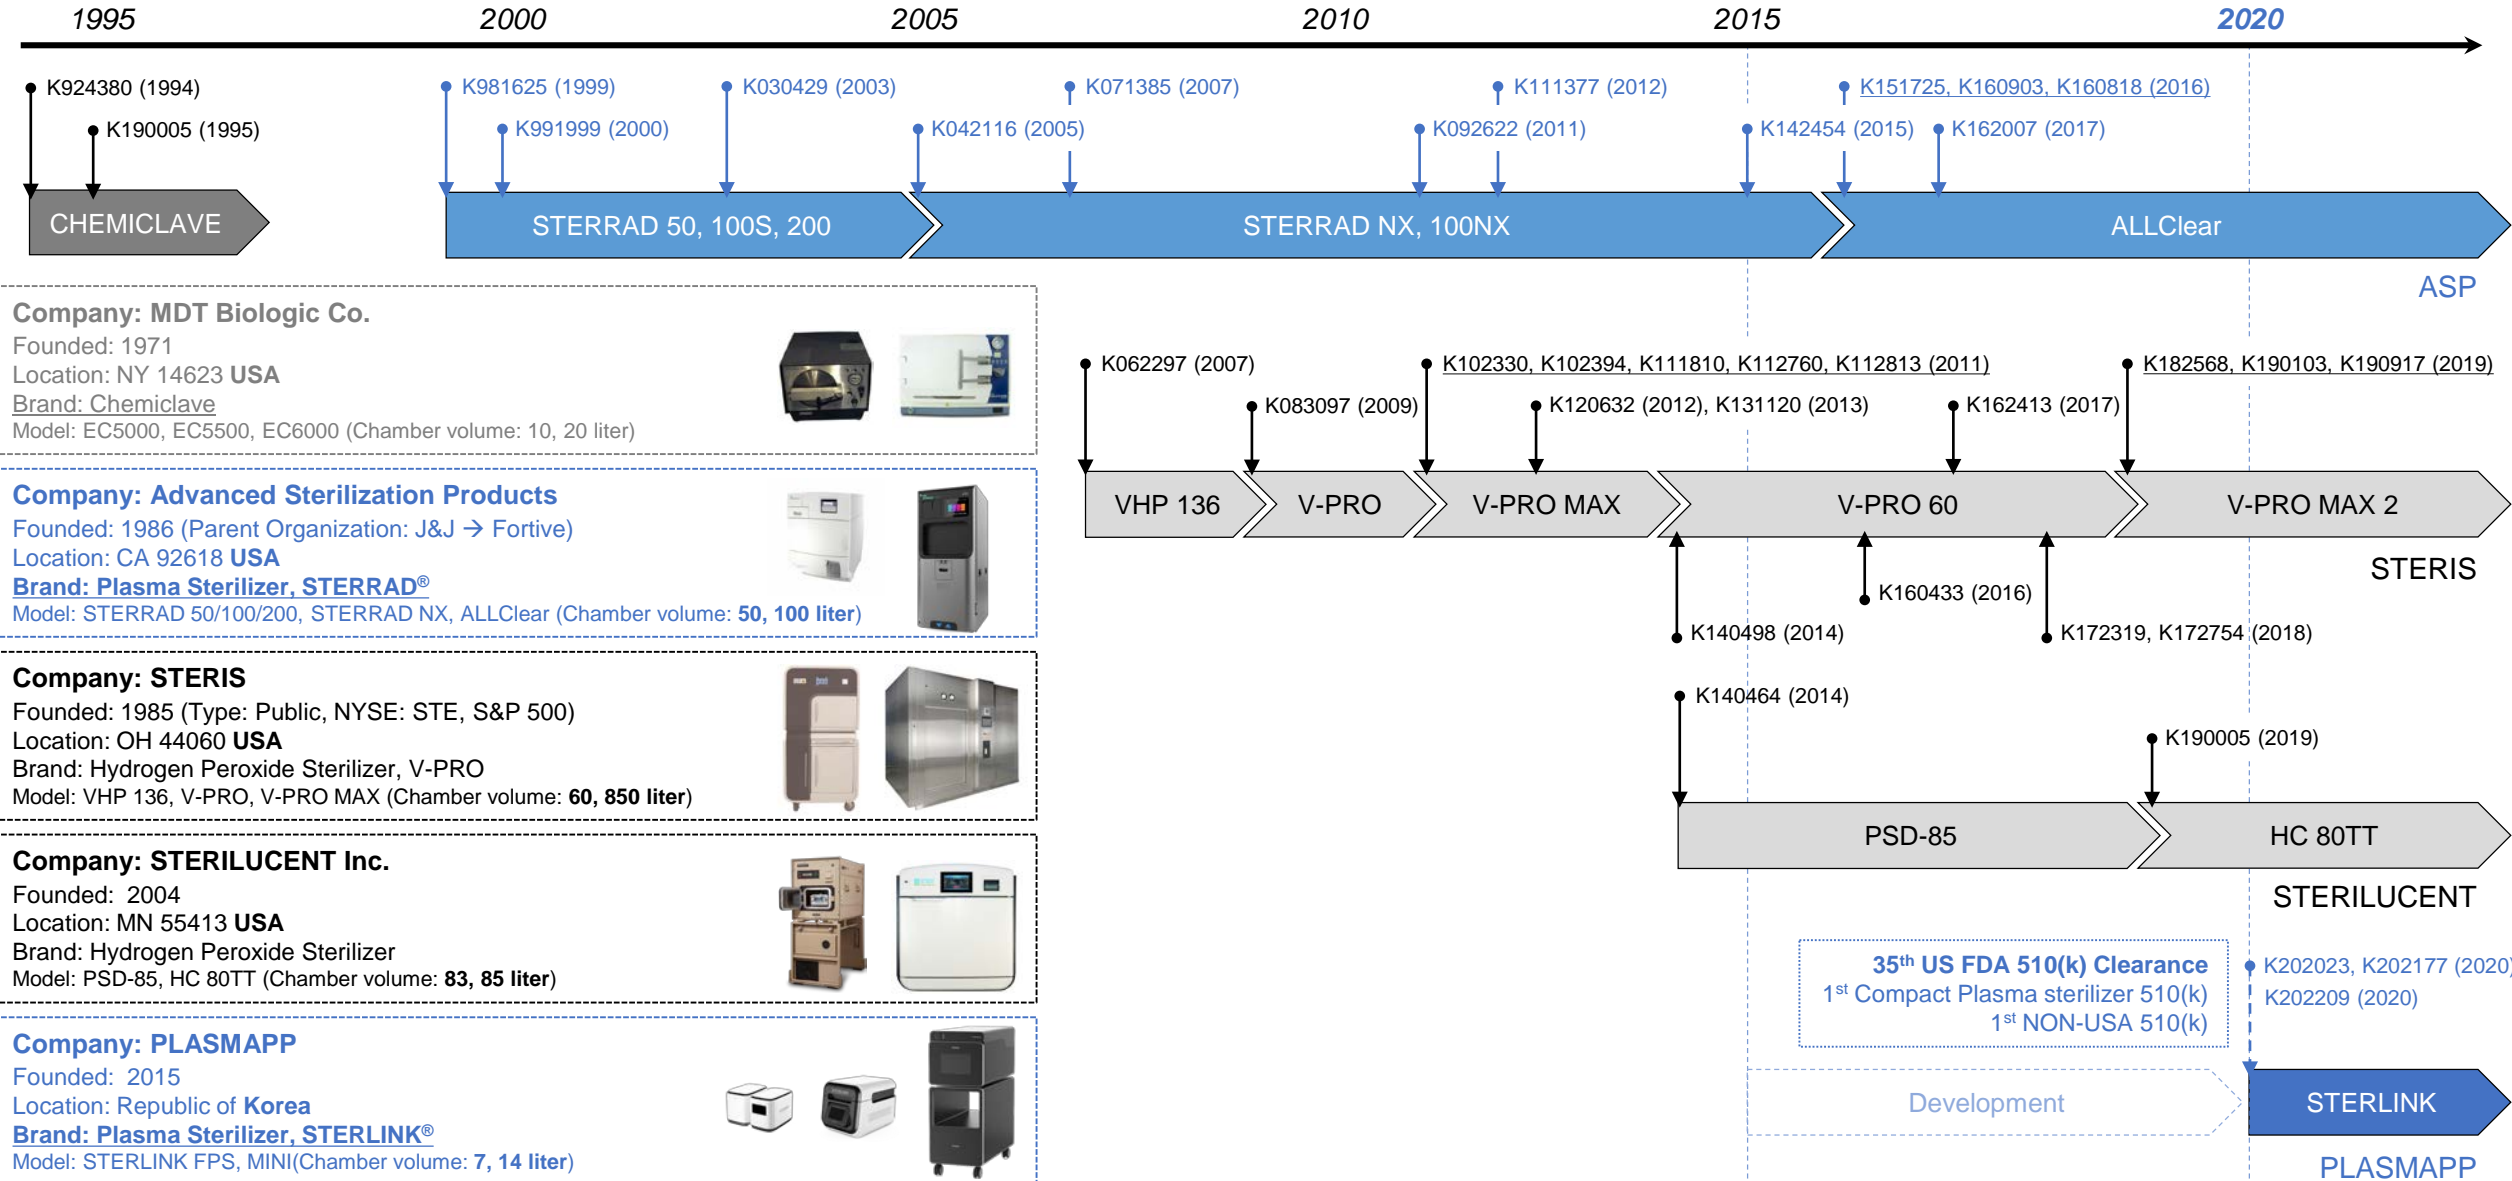 1995 2000 2005 2010 2015 2020
K924380 (1994) K981625 (1999) K030429 (2003) K071385 (2007) K111377 (2012) K151725, K160903, K160818 (2016)
K190005 (1995) K991999 (2000) K042116 (2005) K092622 (2011) K142454 (2015) K162007 (2017)
CHEMICLAVE STERRAD 50, 100S, 200 STERRAD NX, 100NX ALLClear
ASP
Company: MDT Biologic Co.
Founded: 1971
Location: NY 14623 USA
Brand: Chemiclave
Model: EC5000, EC5500, EC6000 (Chamber volume: 10, 20 liter)
K062297 (2007) K102330, K102394, K111810, K112760, K112813 (2011) K182568, K190103, K190917 (2019)
K083097 (2009) K120632 (2012), K131120 (2013) K162413 (2017)
VHP 136 V-PRO V-PRO MAX V-PRO 60 V-PRO MAX 2
STERIS
K160433 (2016)
K140498 (2014) K172319, K172754 (2018)
Company: Advanced Sterilization Products
Founded: 1986 (Parent Organization: J&J → Fortive)
Location: CA 92618 USA
Brand: Plasma Sterilizer, STERRAD®
Model: STERRAD 50/100/200, STERRAD NX, ALLClear (Chamber volume: 50, 100 liter)
Company: STERIS
Founded: 1985 (Type: Public, NYSE: STE, S&P 500)
Location: OH 44060 USA
Brand: Hydrogen Peroxide Sterilizer, V-PRO
Model: VHP 136, V-PRO, V-PRO MAX (Chamber volume: 60, 850 liter)
K140464 (2014)
K190005 (2019)
PSD-85 HC 80TT
STERILUCENT
Company: STERILUCENT Inc.
Founded: 2004
Location: MN 55413 USA
Brand: Hydrogen Peroxide Sterilizer
Model: PSD-85, HC 80TT (Chamber volume: 83, 85 liter)
35th US FDA 510(k) Clearance
1st Compact Plasma sterilizer 510(k)
1st NON-USA 510(k)
K202023, K202177 (2020)
K202209 (2020)
Development STERLINK
PLASMAPP
Company: PLASMAPP
Founded: 2015
Location: Republic of Korea
Brand: Plasma Sterilizer, STERLINK®
Model: STERLINK FPS, MINI(Chamber volume: 7, 14 liter)